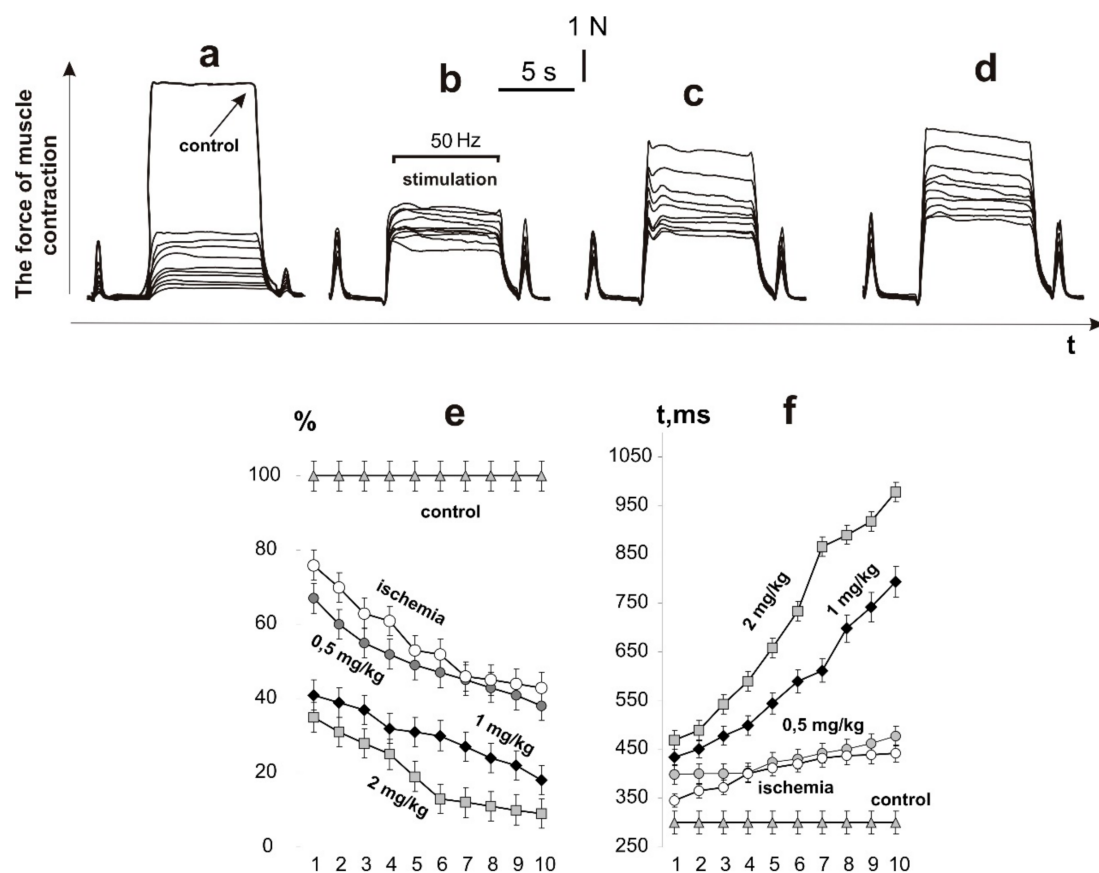 1 N
a
b
5 s
c
d
control
50 Hz
stimulation
The force of muscle
contraction
t
%
e
100
80
60
40
20
0
control
ischemia
0,5 mg/kg
1 mg/kg
2 mg/kg
1 2 3 4 5 6 7 8 9 10
t,ms
f
1050
950
850
750
650
550
450
350
250
2 mg/kg
1 mg/kg
0,5 mg/kg
ischemia
control
1 2 3 4 5 6 7 8 9 10